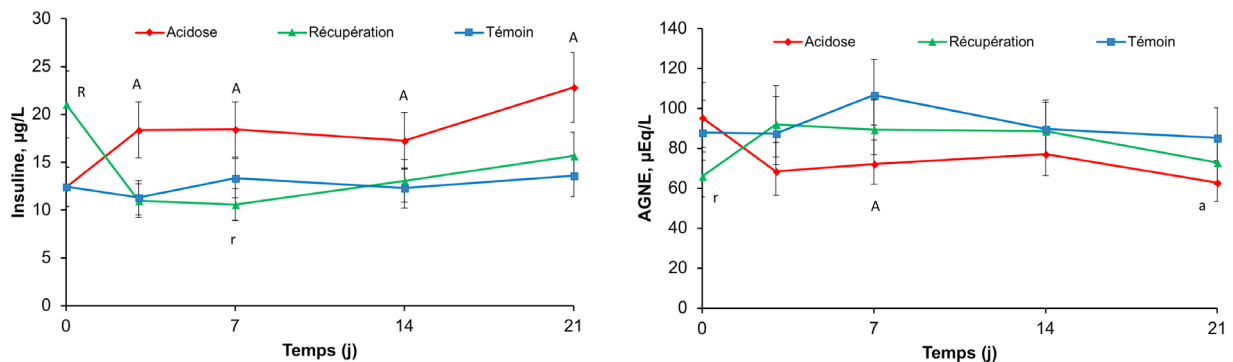 30
25
20
15
10
5
0
Insuline, µg/L
Acidose Récupération Témoin
R
A
A
A
A
r
0 7 14 21
Temps (j)
140
120
100
80
60
40
20
0
AGNE, µEq/L
Acidose Récupération Témoin
r
A
a
0 7 14 21
Temps (j)